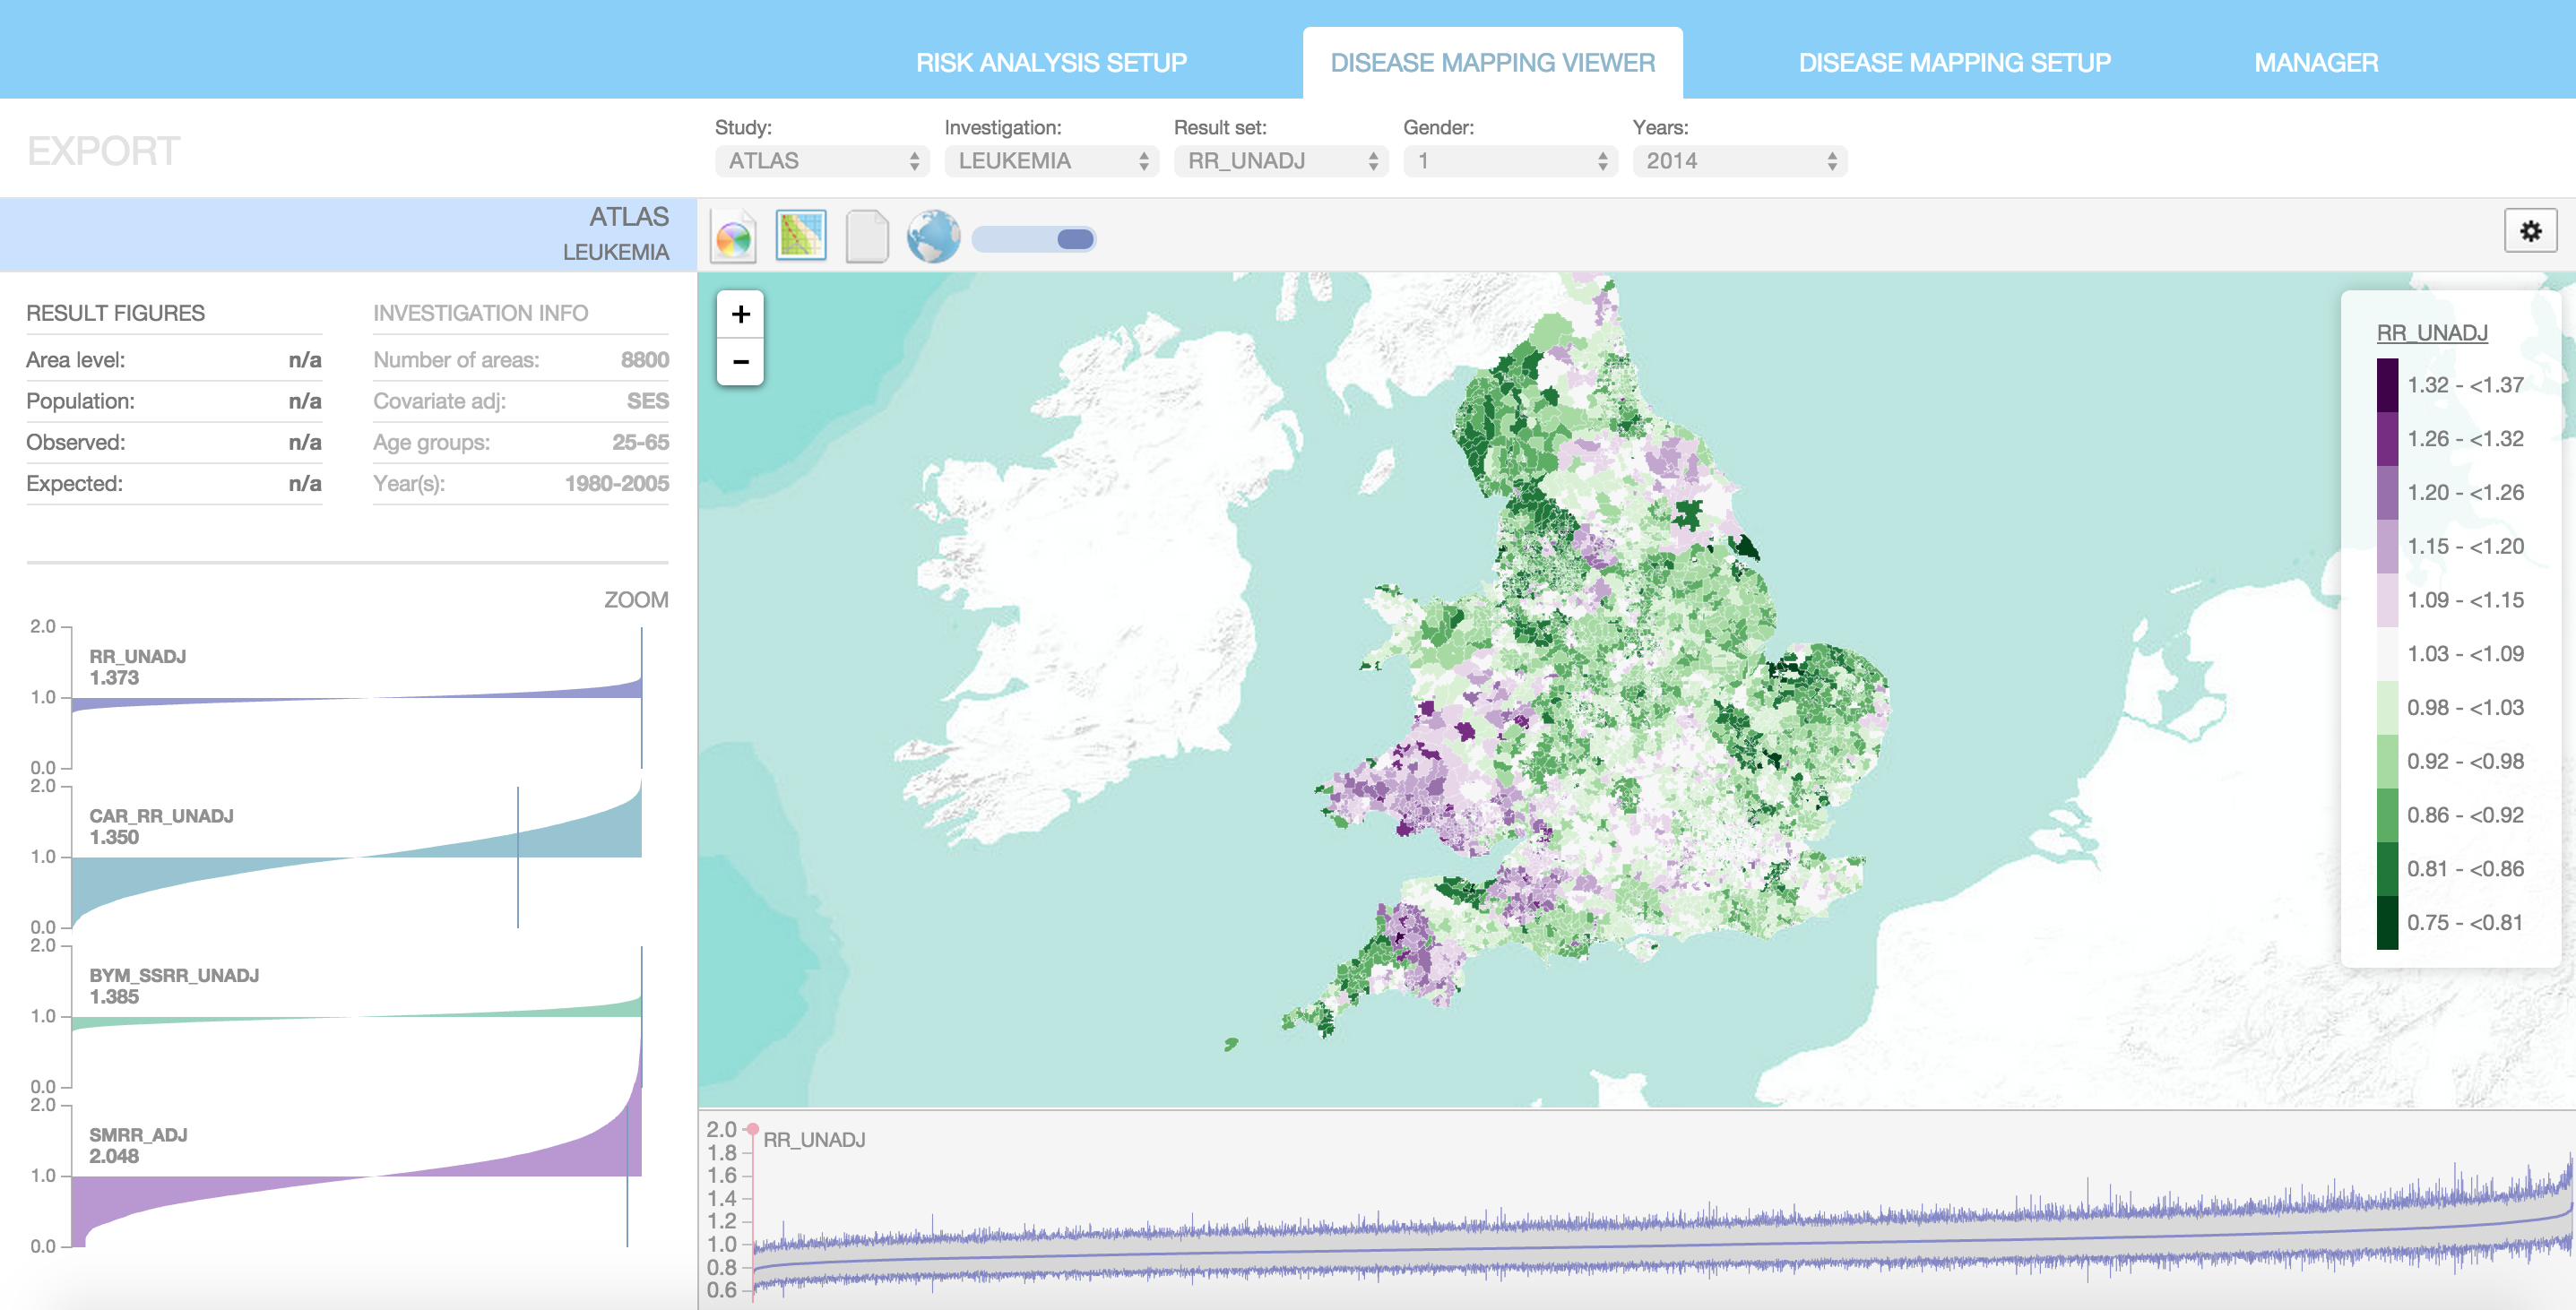 RISK ANALYSIS SETUP
DISEASE MAPPING VIEWER
DISEASE MAPPING SETUP
MANAGER
EXPORT
Study:
Investigation:
Result set:
Gender:
Years:
ATLAS
LEUKEMIA
RR_UNADJ
1
2014
ATLAS
LEUKEMIA
RESULT FIGURES
Area level: n/a
Population: n/a
Observed: n/a
Expected: n/a
INVESTIGATION INFO
Number of areas: 8800
Covariate adj: SES
Age groups: 25-65
Year(s): 1980-2005
ZOOM
2.0
RR_UNADJ
1.373
1.0
0.0
2.0
CAR_RR_UNADJ
1.350
1.0
0.0
2.0
BYM_SSRR_UNADJ
1.385
1.0
0.0
2.0
SMRR_ADJ
2.048
1.0
0.0
+
−
RR_UNADJ
1.32 - <1.37
1.26 - <1.32
1.20 - <1.26
1.15 - <1.20
1.09 - <1.15
1.03 - <1.09
0.98 - <1.03
0.92 - <0.98
0.86 - <0.92
0.81 - <0.86
0.75 - <0.81
RR_UNADJ
2.0
1.8
1.6
1.4
1.2
1.0
0.8
0.6